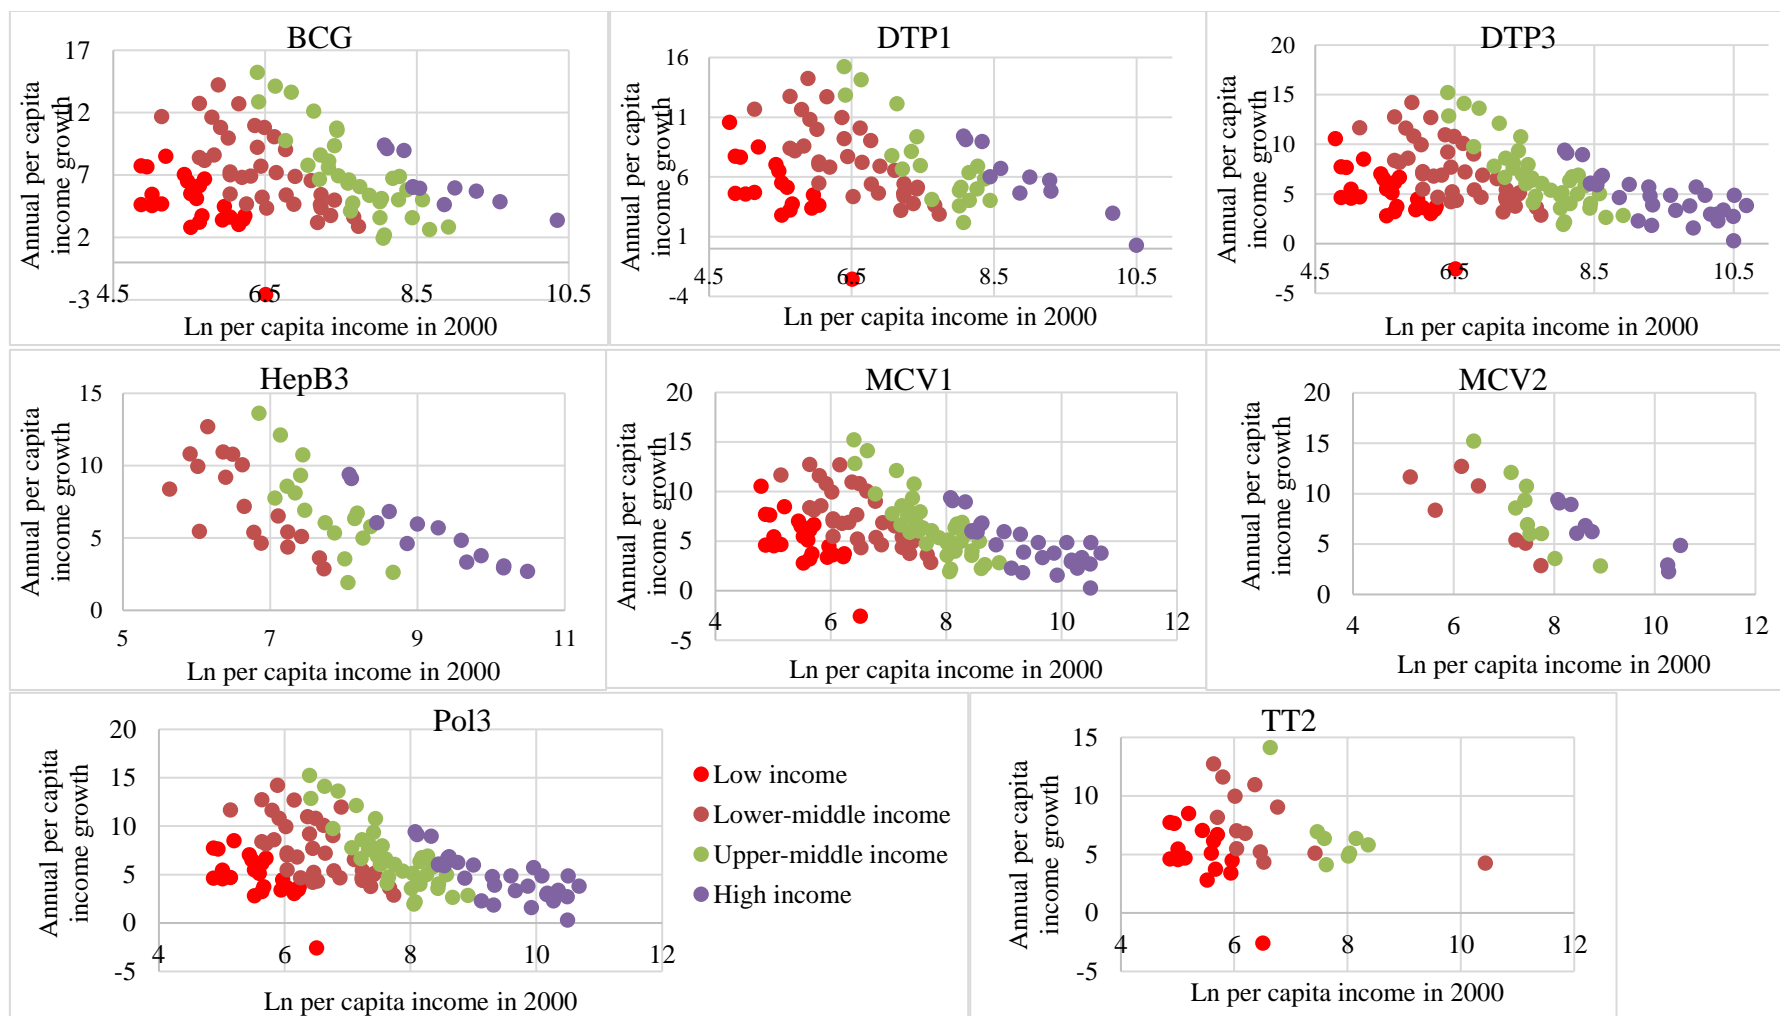 BCG
Annual per capita
income growth
17
12
7
2
-3
4.5
6.5
8.5
10.5
Ln per capita income in 2000
DTP1
Annual per capita
income growth
16
11
6
1
-4
4.5
6.5
8.5
10.5
Ln per capita income in 2000
DTP3
Annual per capita
income growth
20
15
10
5
0
-5
4.5
6.5
8.5
10.5
Ln per capita income in 2000
HepB3
Annual per capita
income growth
15
10
5
0
5
7
9
11
Ln per capita income in 2000
MCV1
Annual per capita
income growth
20
15
10
5
0
-5
4
6
8
10
12
Ln per capita income in 2000
MCV2
Annual per capita
income growth
20
15
10
5
0
4
6
8
10
12
Ln per capita income in 2000
Pol3
Annual per capita
income growth
20
15
10
5
0
-5
4
6
8
10
12
Ln per capita income in 2000
Low income
Lower-middle income
Upper-middle income
High income
TT2
Annual per capita
income growth
15
10
5
0
-5
4
6
8
10
12
Ln per capita income in 2000